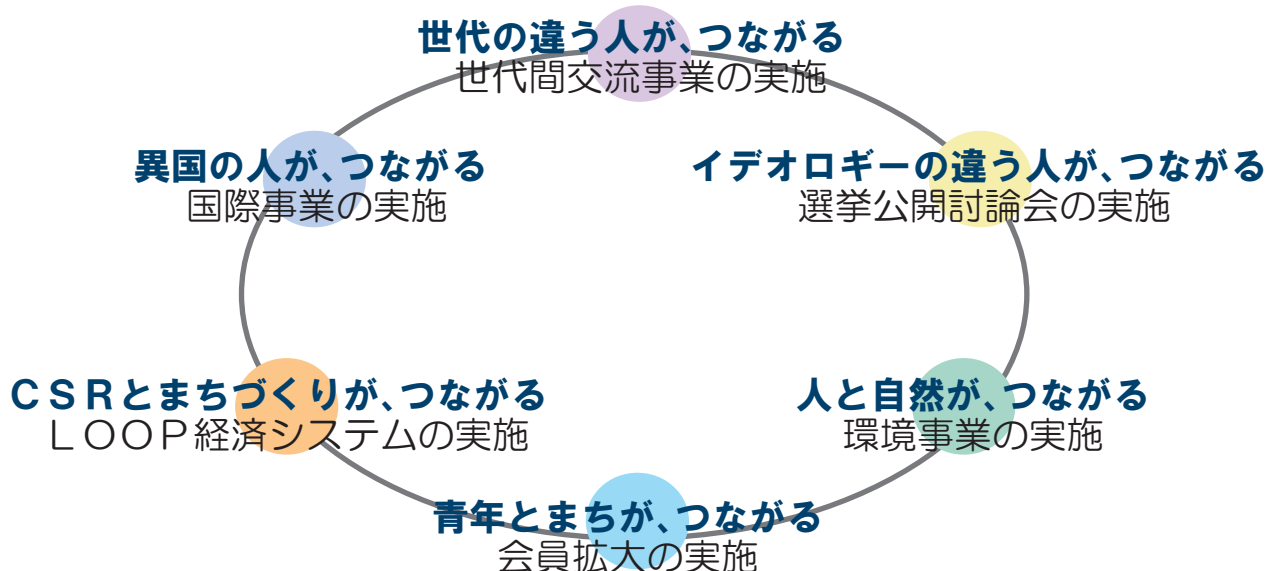 世代の違う人が、つながる
世代間交流事業の実施
異国の人が、つながる
国際事業の実施
イデオロギーの違う人が、つながる
選挙公開討論会の実施
ＣＳＲとまちづくりが、つながる
ＬＯＯＰ経済システムの実施
人と自然が、つながる
環境事業の実施
青年とまちが、つながる
会員拡大の実施